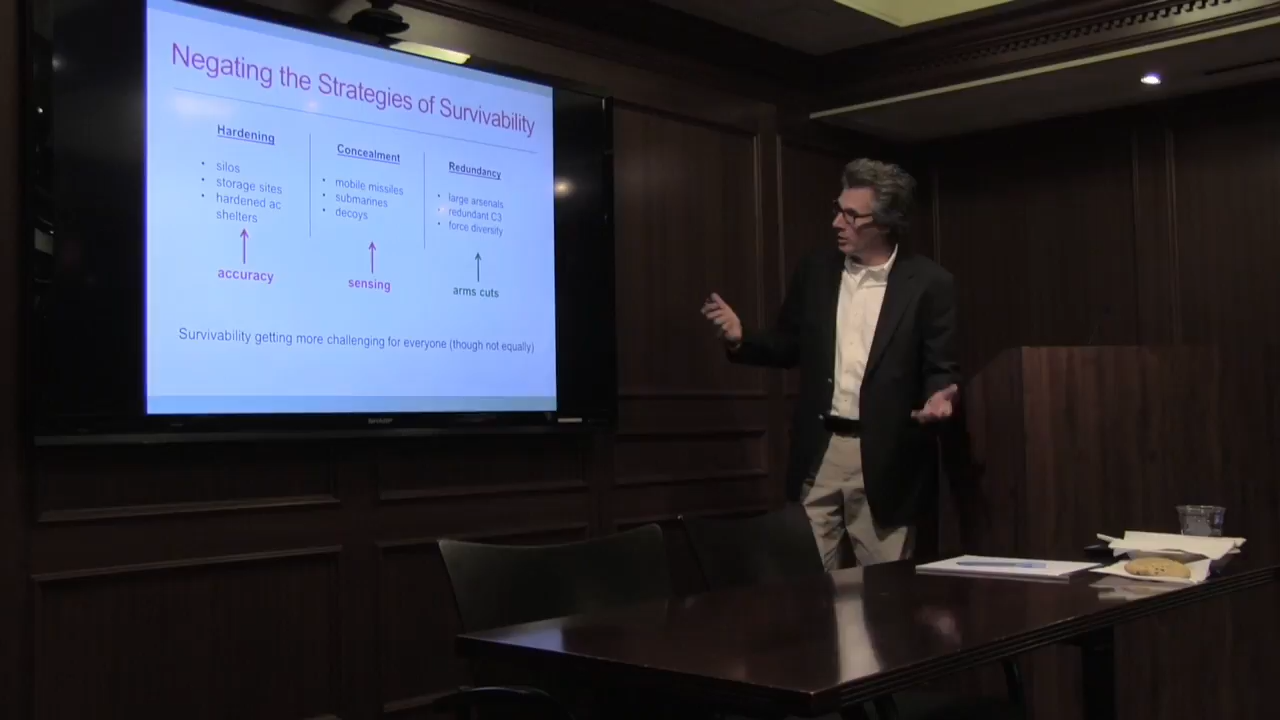 Negating the Strategies of Survivability
Hardening
• silos
• storage sites
• hardened ac
shelters
accuracy
Concealment
• mobile missiles
• submarines
• decoys
sensing
Redundancy
• large arsenals
• redundant C3
• force diversity
arms cuts
Survivability getting more challenging for everyone (though not equally)
SHARP